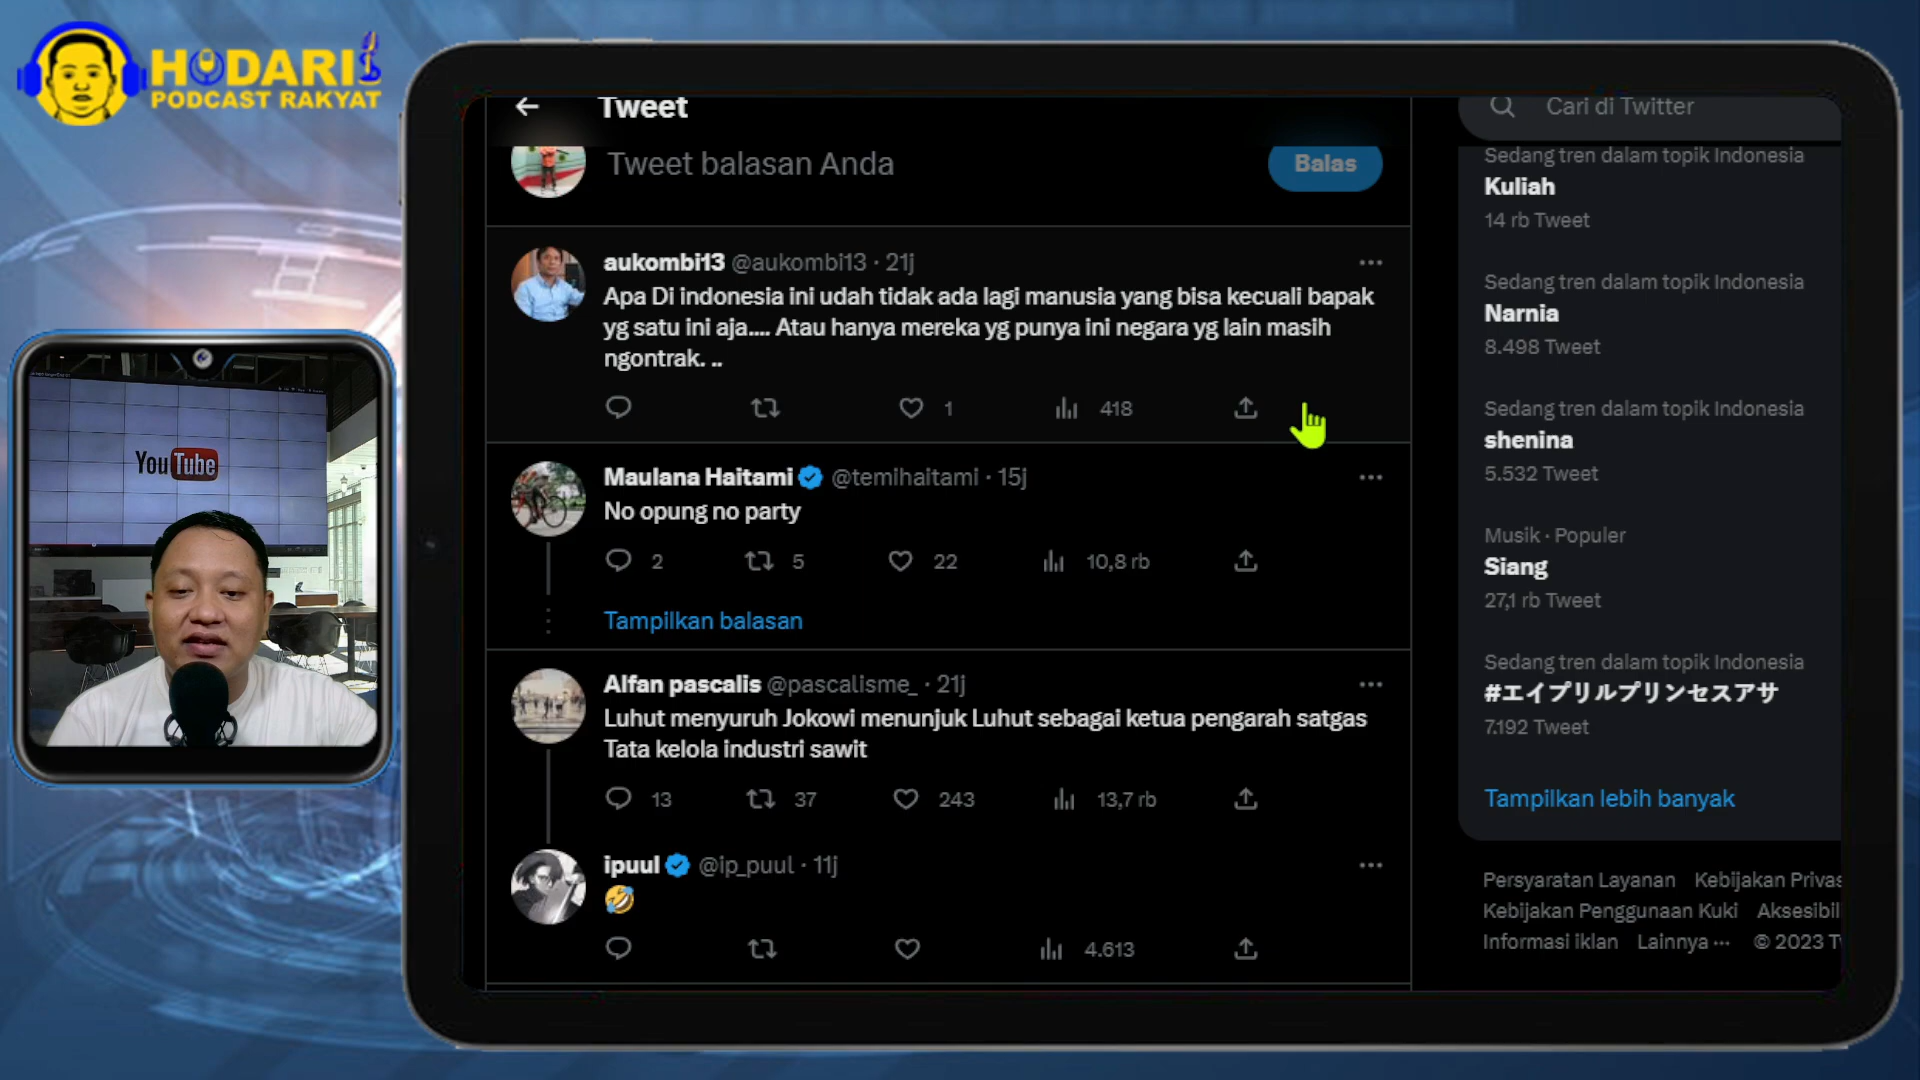 HODARI
PODCAST RAKYAT
YouTube
Tweet
Tweet balasan Anda
Balas
aukombi13 @aukombi13 · 21j
Apa Di indonesia ini udah tidak ada lagi manusia yang bisa kecuali bapak
yg satu ini aja.... Atau hanya mereka yg punya ini negara yg lain masih
ngontrak. ..
1
418
Maulana Haitami @temihaitami · 15j
No opung no party
2
5
22
10,8 rb
Tampilkan balasan
Alfan pascalis @pascalisme_ · 21j
Luhut menyuruh Jokowi menunjuk Luhut sebagai ketua pengarah satgas
Tata kelola industri sawit
13
37
243
13,7 rb
ipuul @ip_puul · 11j
🤣
4.613
Cari di Twitter
Sedang tren dalam topik Indonesia
Kuliah
14 rb Tweet
Sedang tren dalam topik Indonesia
Narnia
8.498 Tweet
Sedang tren dalam topik Indonesia
shenina
5.532 Tweet
Musik · Populer
Siang
27,1 rb Tweet
Sedang tren dalam topik Indonesia
#エイプリルプリンセスアサ
7.192 Tweet
Tampilkan lebih banyak
Persyaratan Layanan Kebijakan Privas
Kebijakan Penggunaan Kuki Aksesibil
Informasi iklan Lainnya ··· © 2023 Tw